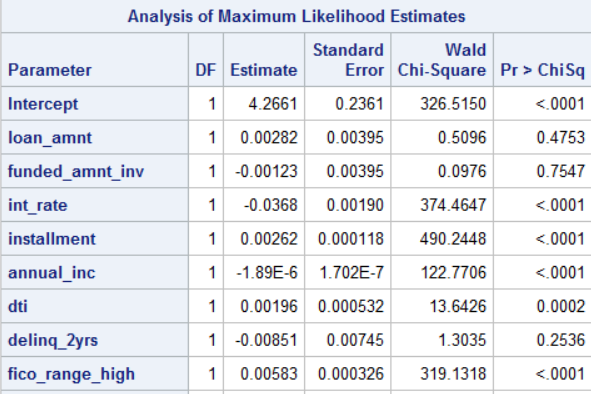 Analysis of Maximum Likelihood Estimates
Parameter DF Estimate Standard Error Wald Chi-Square Pr > ChiSq
Intercept 1 4.2661 0.2361 326.5150 <.0001
loan_amnt 1 0.00282 0.00395 0.5096 0.4753
funded_amnt_inv 1 -0.00123 0.00395 0.0976 0.7547
int_rate 1 -0.0368 0.00190 374.4647 <.0001
installment 1 0.00262 0.000118 490.2448 <.0001
annual_inc 1 -1.89E-6 1.702E-7 122.7706 <.0001
dti 1 0.00196 0.000532 13.6426 0.0002
delinq_2yrs 1 -0.00851 0.00745 1.3035 0.2536
fico_range_high 1 0.00583 0.000326 319.1318 <.0001